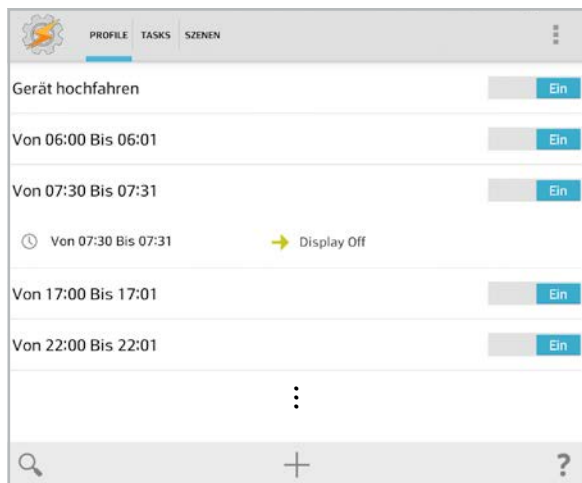 PROFILE TASKS SZENEN
Gerät hochfahren Ein
Von 06:00 Bis 06:01 Ein
Von 07:30 Bis 07:31 Ein
Von 07:30 Bis 07:31 Display Off
Von 17:00 Bis 17:01 Ein
Von 22:00 Bis 22:01 Ein
?